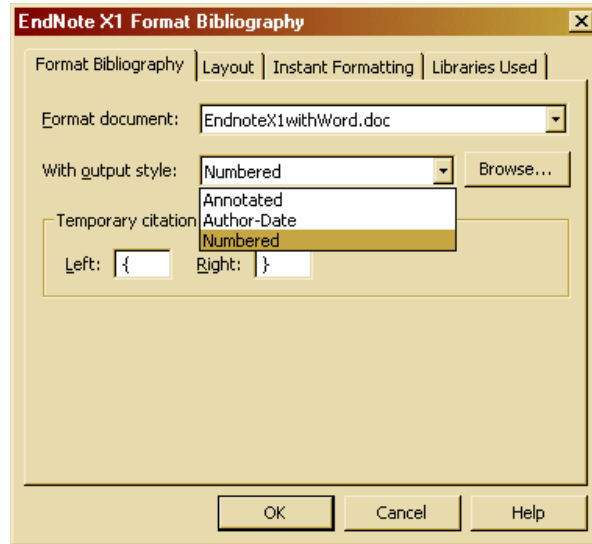 EndNote X1 Format Bibliography
Format Bibliography Layout Instant Formatting Libraries Used
Format document: EndnoteX1withWord.doc
With output style: Numbered Browse...
Annotated
Author-Date
Numbered
Temporary citation
Left: { Right: }
OK Cancel Help